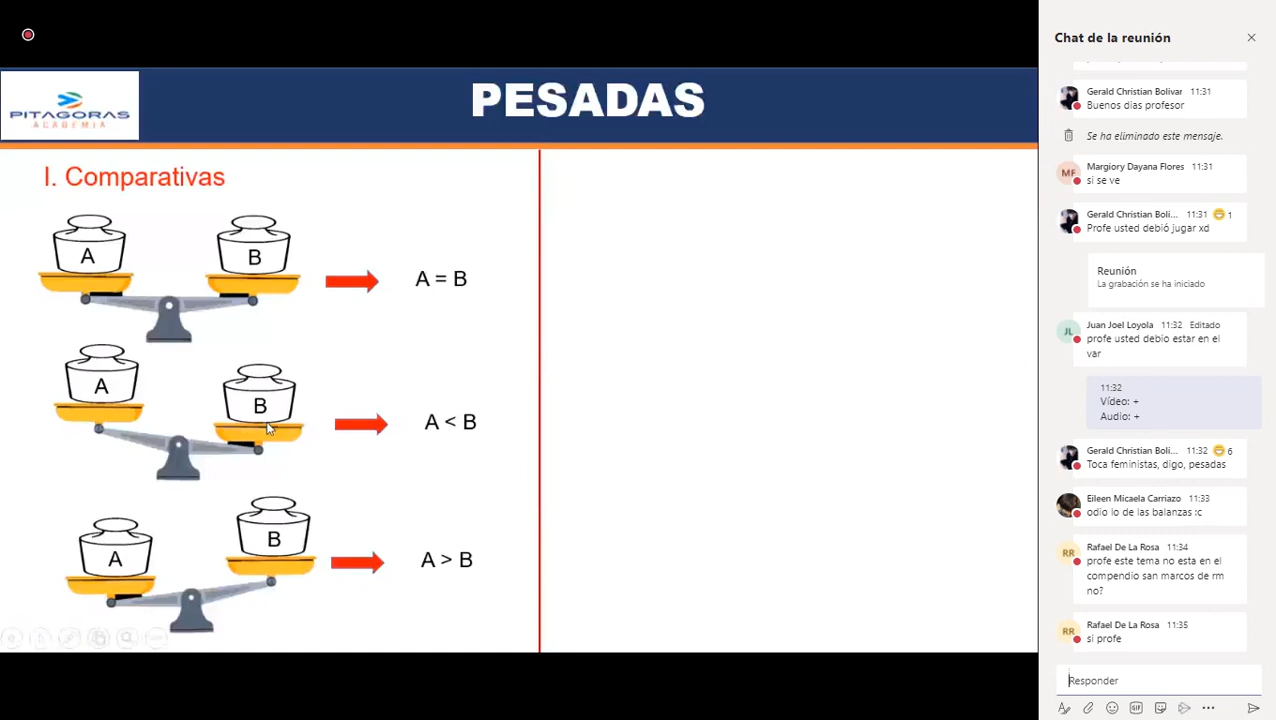 PITAGORAS
ACADEMIA
PESADAS
I. Comparativas
A
B
A = B
A
B
A < B
A
B
A > B
Chat de la reunión
Gerald Christian Bolivar 11:31
Buenos dias profesor
Se ha eliminado este mensaje.
MF
Margiory Dayana Flores 11:31
si se ve
Gerald Christian Boli... 11:31 1
Profe usted debió jugar xd
Reunión
La grabación se ha iniciado
JL
Juan Joel Loyola 11:32 Editado
profe usted debio estar en el
var
11:32
Vídeo: +
Audio: +
Gerald Christian Boli... 11:32 6
Toca feministas, digo, pesadas
Eileen Micaela Carriazo 11:33
odio lo de las balanzas :c
RR
Rafael De La Rosa 11:34
profe este tema no esta en el
compendio san marcos de rm
no?
RR
Rafael De La Rosa 11:35
si profe
Responder
GIF